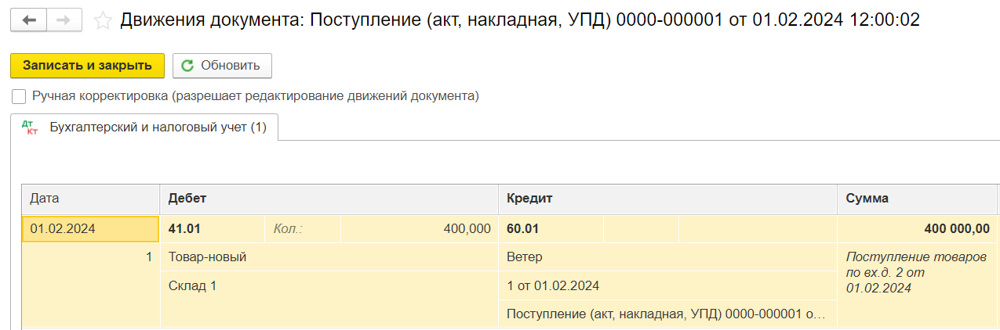 Движения документа: Поступление (акт, накладная, УПД) 0000-000001 от 01.02.2024 12:00:02
Записать и закрыть
Обновить
Ручная корректировка (разрешает редактирование движений документа)
Дт
Кт
Бухгалтерский и налоговый учет (1)
Дата Дебет Кредит Сумма
01.02.2024 41.01 Кол.: 400,000 60.01 400 000,00
1 Товар-новый Ветер Поступление товаров
по вх.д. 2 от
Склад 1 1 от 01.02.2024 01.02.2024
Поступление (акт, накладная, УПД) 0000-000001 о...